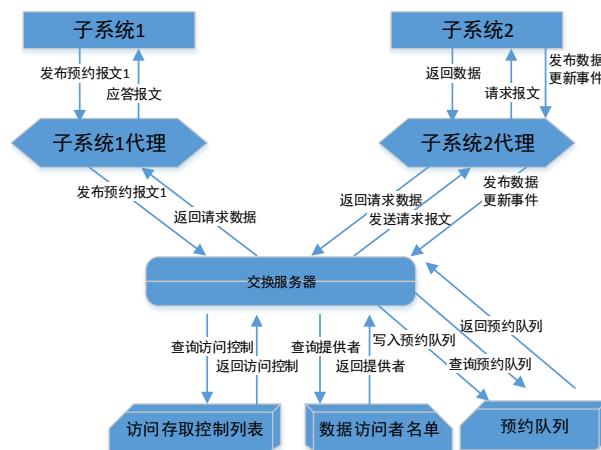 子系统1
子系统2
发布预约报文1
应答报文
返回数据
请求报文
发布数据
更新事件
子系统1代理
子系统2代理
发布预约报文1
返回请求数据
返回请求数据
发送请求报文
发布数据
更新事件
交换服务器
查询访问控制
返回访问控制
查询提供者
返回提供者
写入预约队列
查询预约队列
返回预约队列
访问存取控制列表
数据访问者名单
预约队列